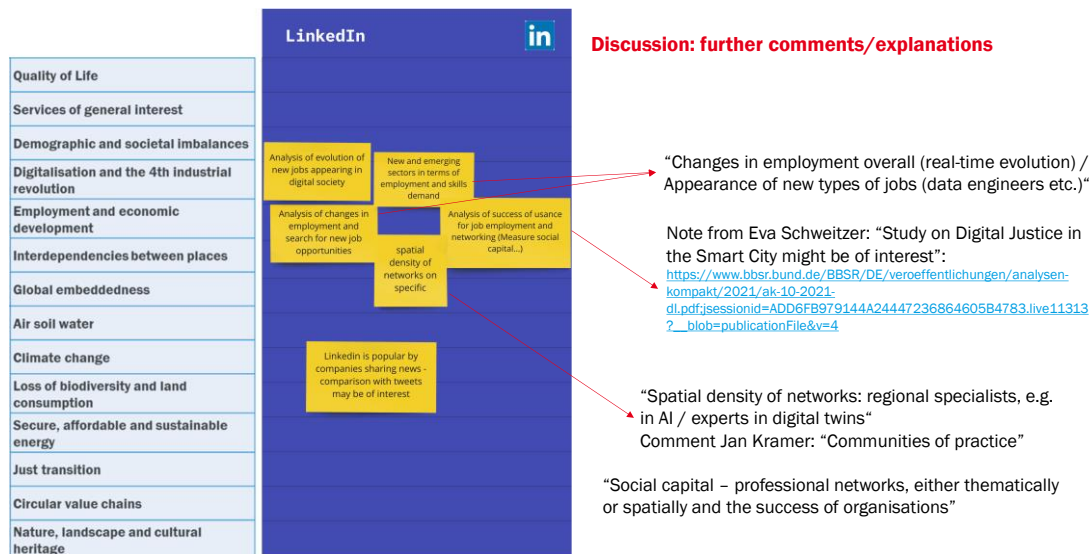 LinkedIn
in
Discussion: further comments/explanations
Quality of Life
Services of general interest
Demographic and societal imbalances
Digitalisation and the 4th industrial
revolution
Employment and economic
development
Interdependencies between places
Global embeddedness
Air soil water
Climate change
Loss of biodiversity and land
consumption
Secure, affordable and sustainable
energy
Just transition
Circular value chains
Nature, landscape and cultural
heritage
Analysis of evolution of
new jobs appearing in
digital society
New and emerging
sectors in terms of
employment and skills
demand
Analysis of changes in
employment and
search for new job
opportunities
Analysis of success of usance
for job employment and
networking (Measure social
capital...)
spatial
density of
networks on
specific
Linkedin is popular by
companies sharing news -
comparison with tweets
may be of interest
“Changes in employment overall (real-time evolution) /
Appearance of new types of jobs (data engineers etc.)“
Note from Eva Schweitzer: “Study on Digital Justice in
the Smart City might be of interest”:
https://www.bbsr.bund.de/BBSR/DE/veroeffentlichungen/analysen-
kompakt/2021/ak-10-2021-
dl.pdf;jsessionid=ADD6FB979144A24447236864605B4783.live11313
?__blob=publicationFile&v=4
“Spatial density of networks: regional specialists, e.g.
in AI / experts in digital twins“
Comment Jan Kramer: “Communities of practice”
“Social capital – professional networks, either thematically
or spatially and the success of organisations”